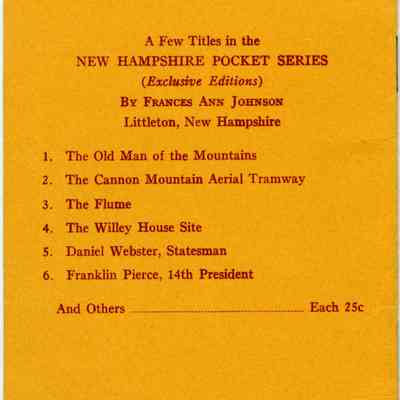 A Few Titles in the
NEW HAMPSHIRE POCKET SERIES
(Exclusive Editions)
By Frances Ann Johnson
Littleton, New Hampshire
1. The Old Man of the Mountains
2. The Cannon Mountain Aerial Tramway
3. The Flume
4. The Willey House Site
5. Daniel Webster, Statesman
6. Franklin Pierce, 14th President
And Others ........................................ Each 25c